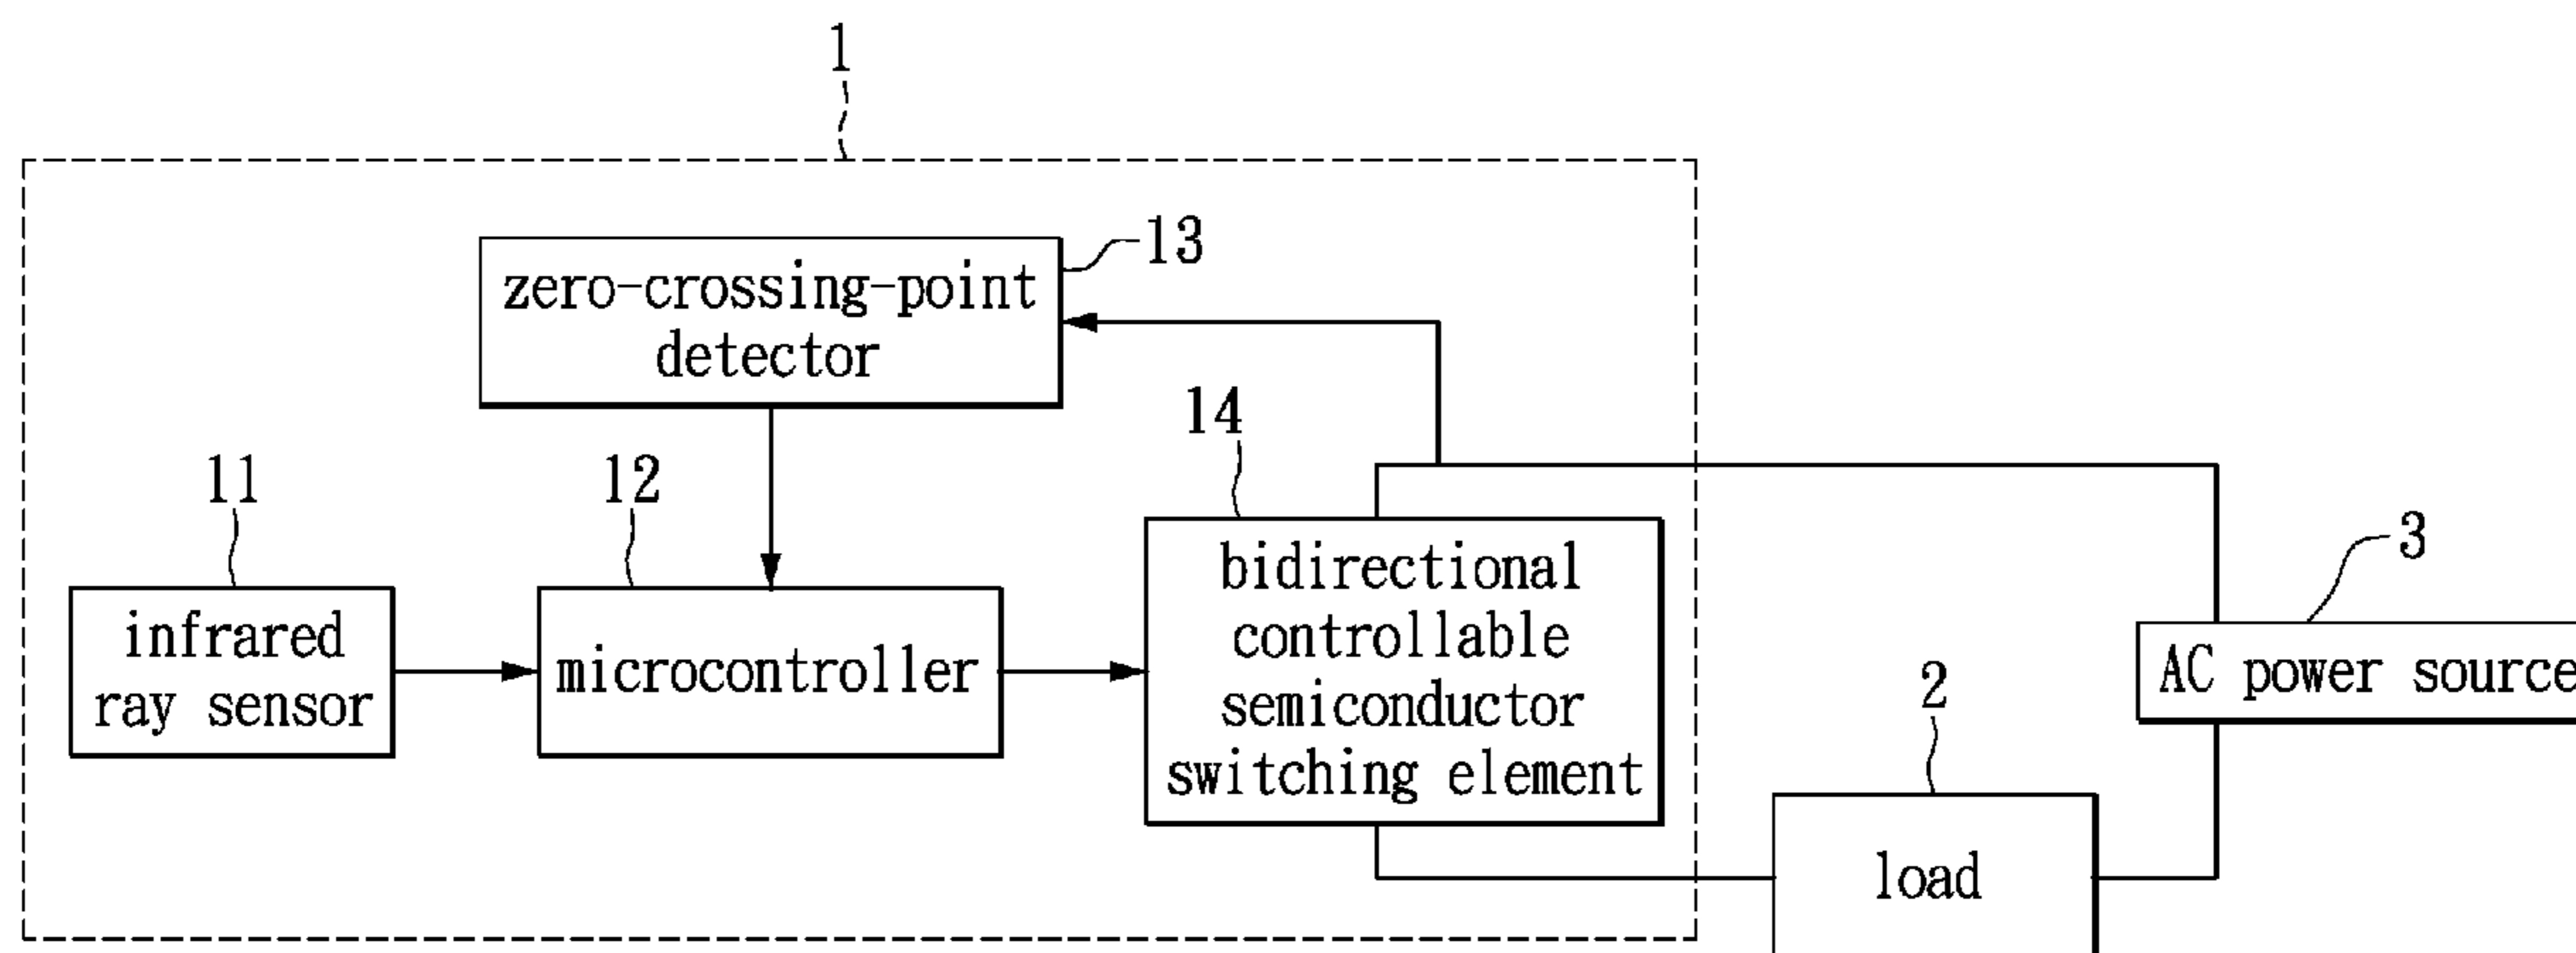 1
13
zero-crossing-point
detector
14
11
12
3
infrared
ray sensor
microcontroller
bidirectional
controllable
semiconductor
switching element
2
AC power source
load